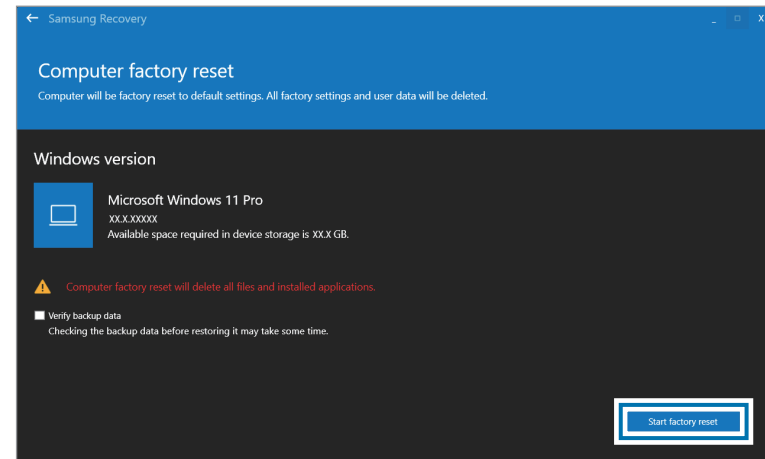 Samsung Recovery
Computer factory reset
Computer will be factory reset to default settings. All factory settings and user data will be deleted.
Windows version
Microsoft Windows 11 Pro
XX.X.XXXXX
Available space required in device storage is XX.X GB.
Computer factory reset will delete all files and installed applications.
Verify backup data
Checking the backup data before restoring it may take some time.
Start factory reset